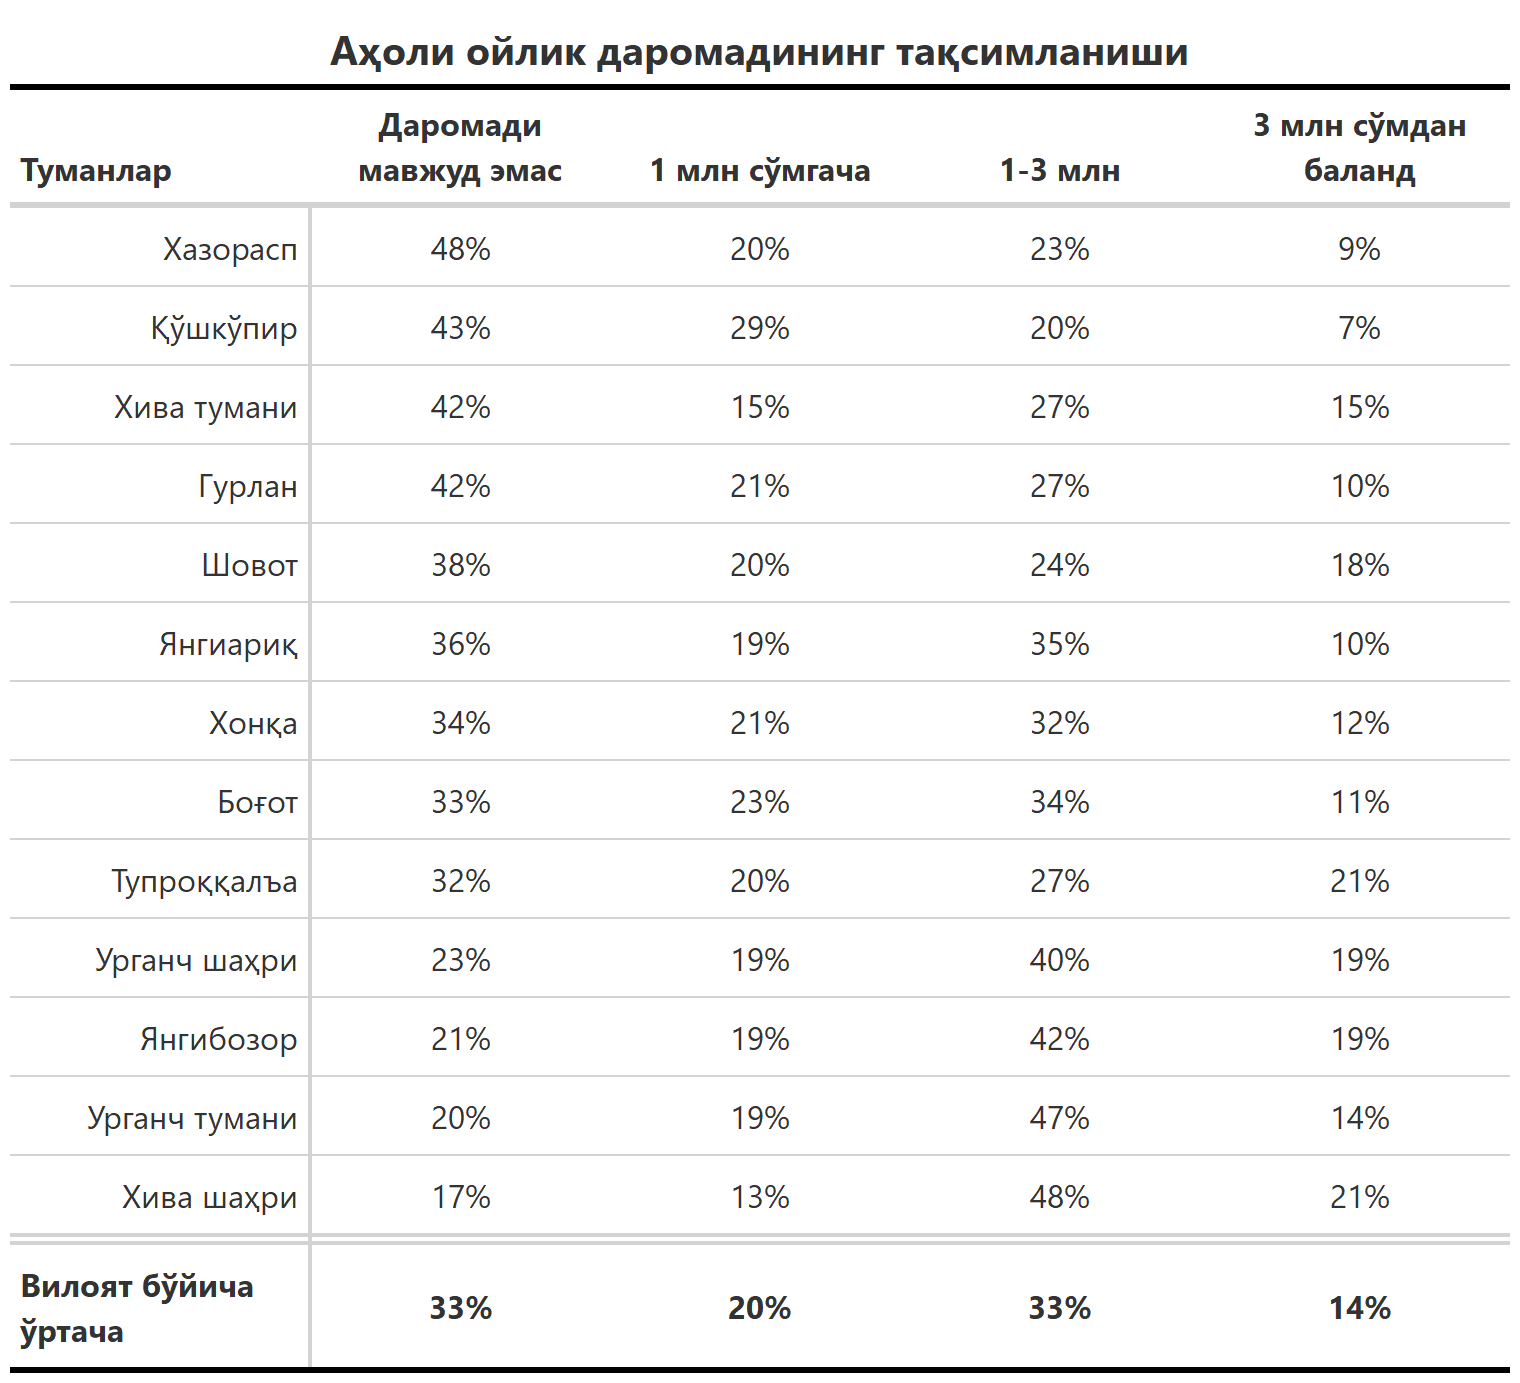 Аҳоли ойлик даромадининг тақсимланиши
Туманлар Даромади мавжуд эмас 1 млн сўмгача 1-3 млн 3 млн сўмдан баланд
Хазорасп 48% 20% 23% 9%
Қўшкўпир 43% 29% 20% 7%
Хива тумани 42% 15% 27% 15%
Гурлан 42% 21% 27% 10%
Шовот 38% 20% 24% 18%
Янгиариқ 36% 19% 35% 10%
Хонқа 34% 21% 32% 12%
Боғот 33% 23% 34% 11%
Тупроққалъа 32% 20% 27% 21%
Урганч шаҳри 23% 19% 40% 19%
Янгибозор 21% 19% 42% 19%
Урганч тумани 20% 19% 47% 14%
Хива шаҳри 17% 13% 48% 21%
Вилоят бўйича ўртача 33% 20% 33% 14%